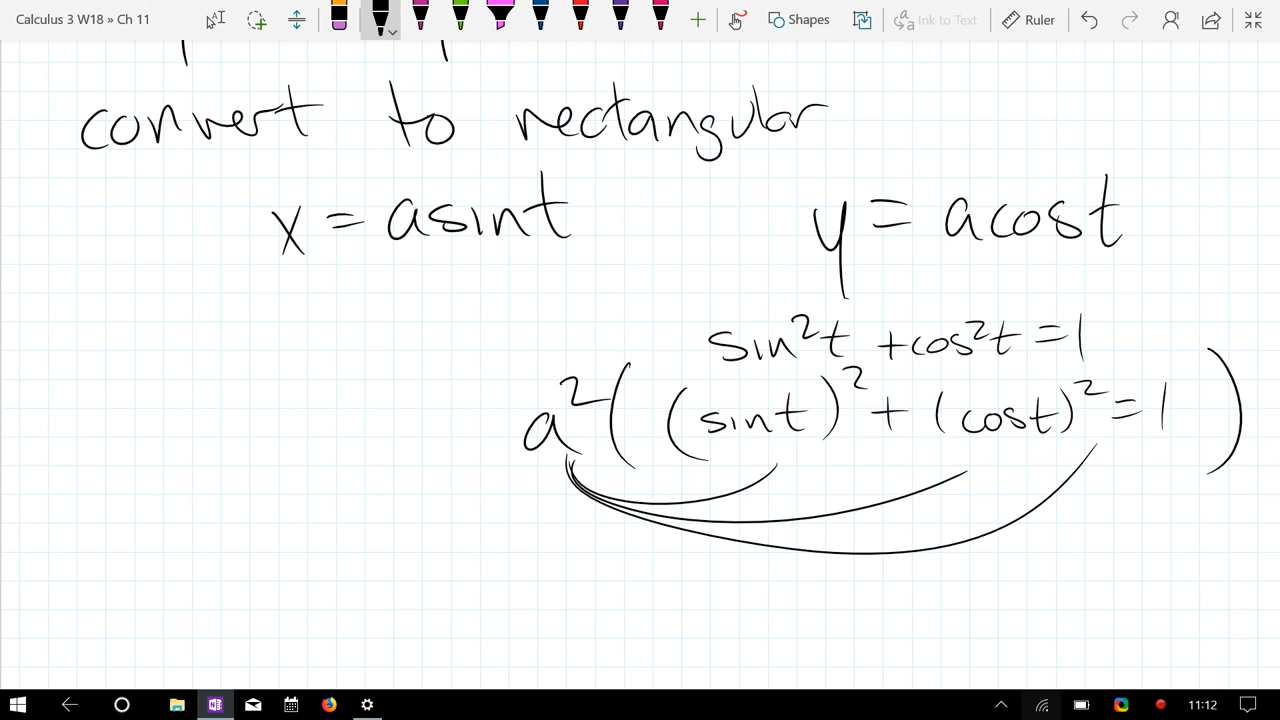 Calculus 3 W18 » Ch 11 Shapes Ink to Text Ruler
convert to rectangular
x = asint y = acost
sin²t + cos²t = 1
a²((sint)² + (cost)² = 1)
11:12